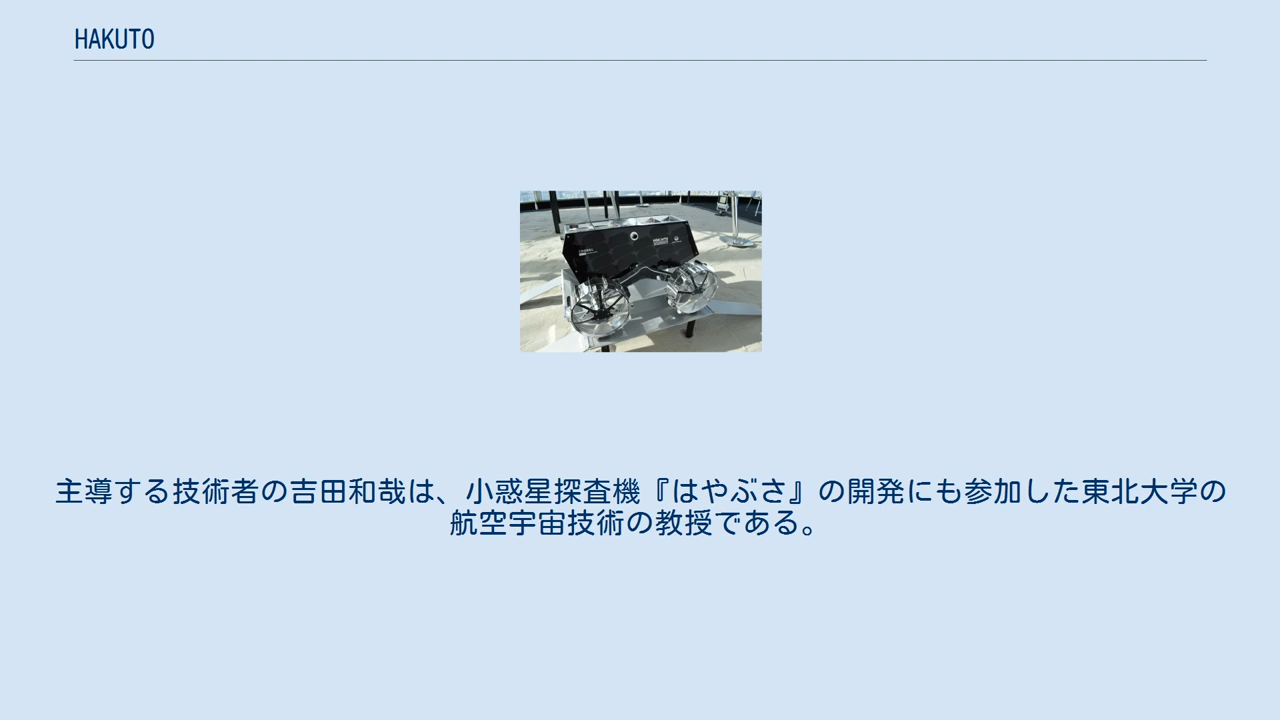 HAKUTO
主導する技術者の吉田和哉は、小惑星探査機『はやぶさ』の開発にも参加した東北大学の
航空宇宙技術の教授である。